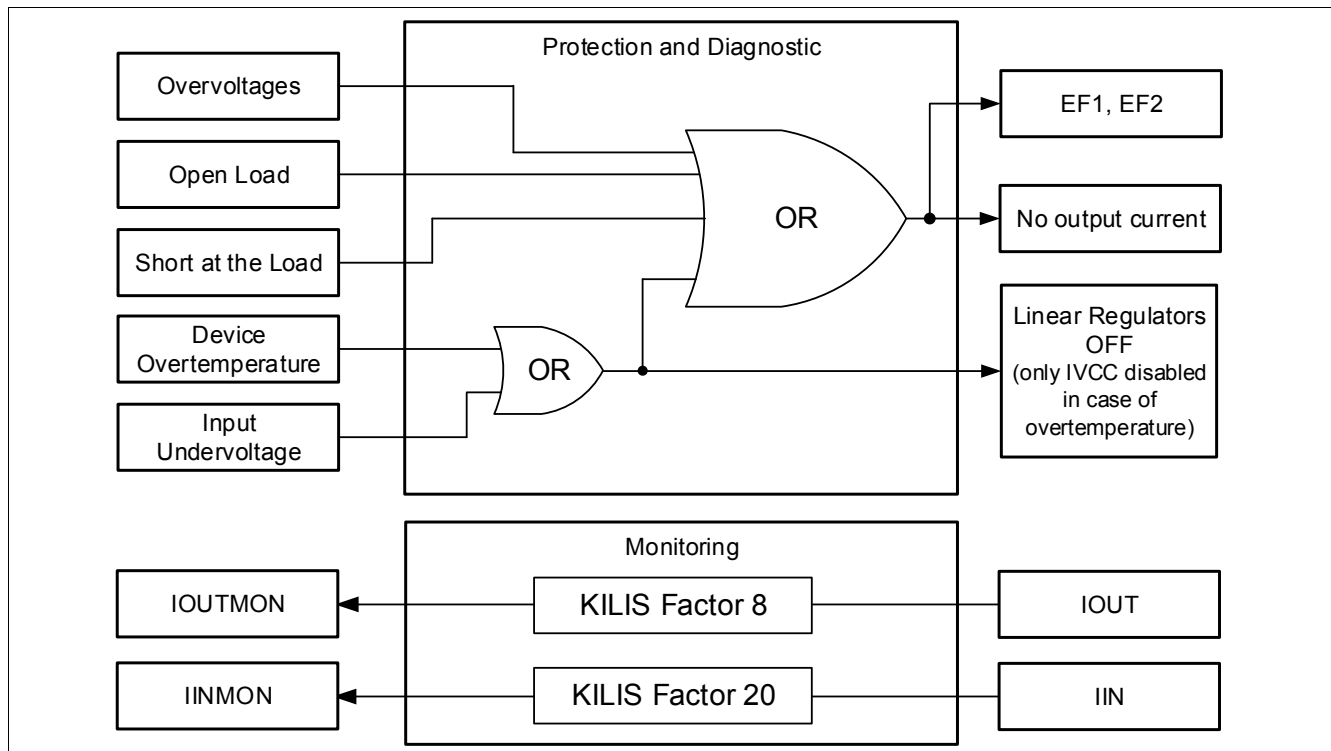 Protection and Diagnostic
Overvoltages
Open Load
Short at the Load
Device
Overtemperature
Input
Undervoltage
OR
OR
EF1, EF2
No output current
Linear Regulators
OFF
(only IVCC disabled
in case of
overtemperature)
Monitoring
IOUTMON
KILIS Factor 8
IOUT
IINMON
KILIS Factor 20
IIN